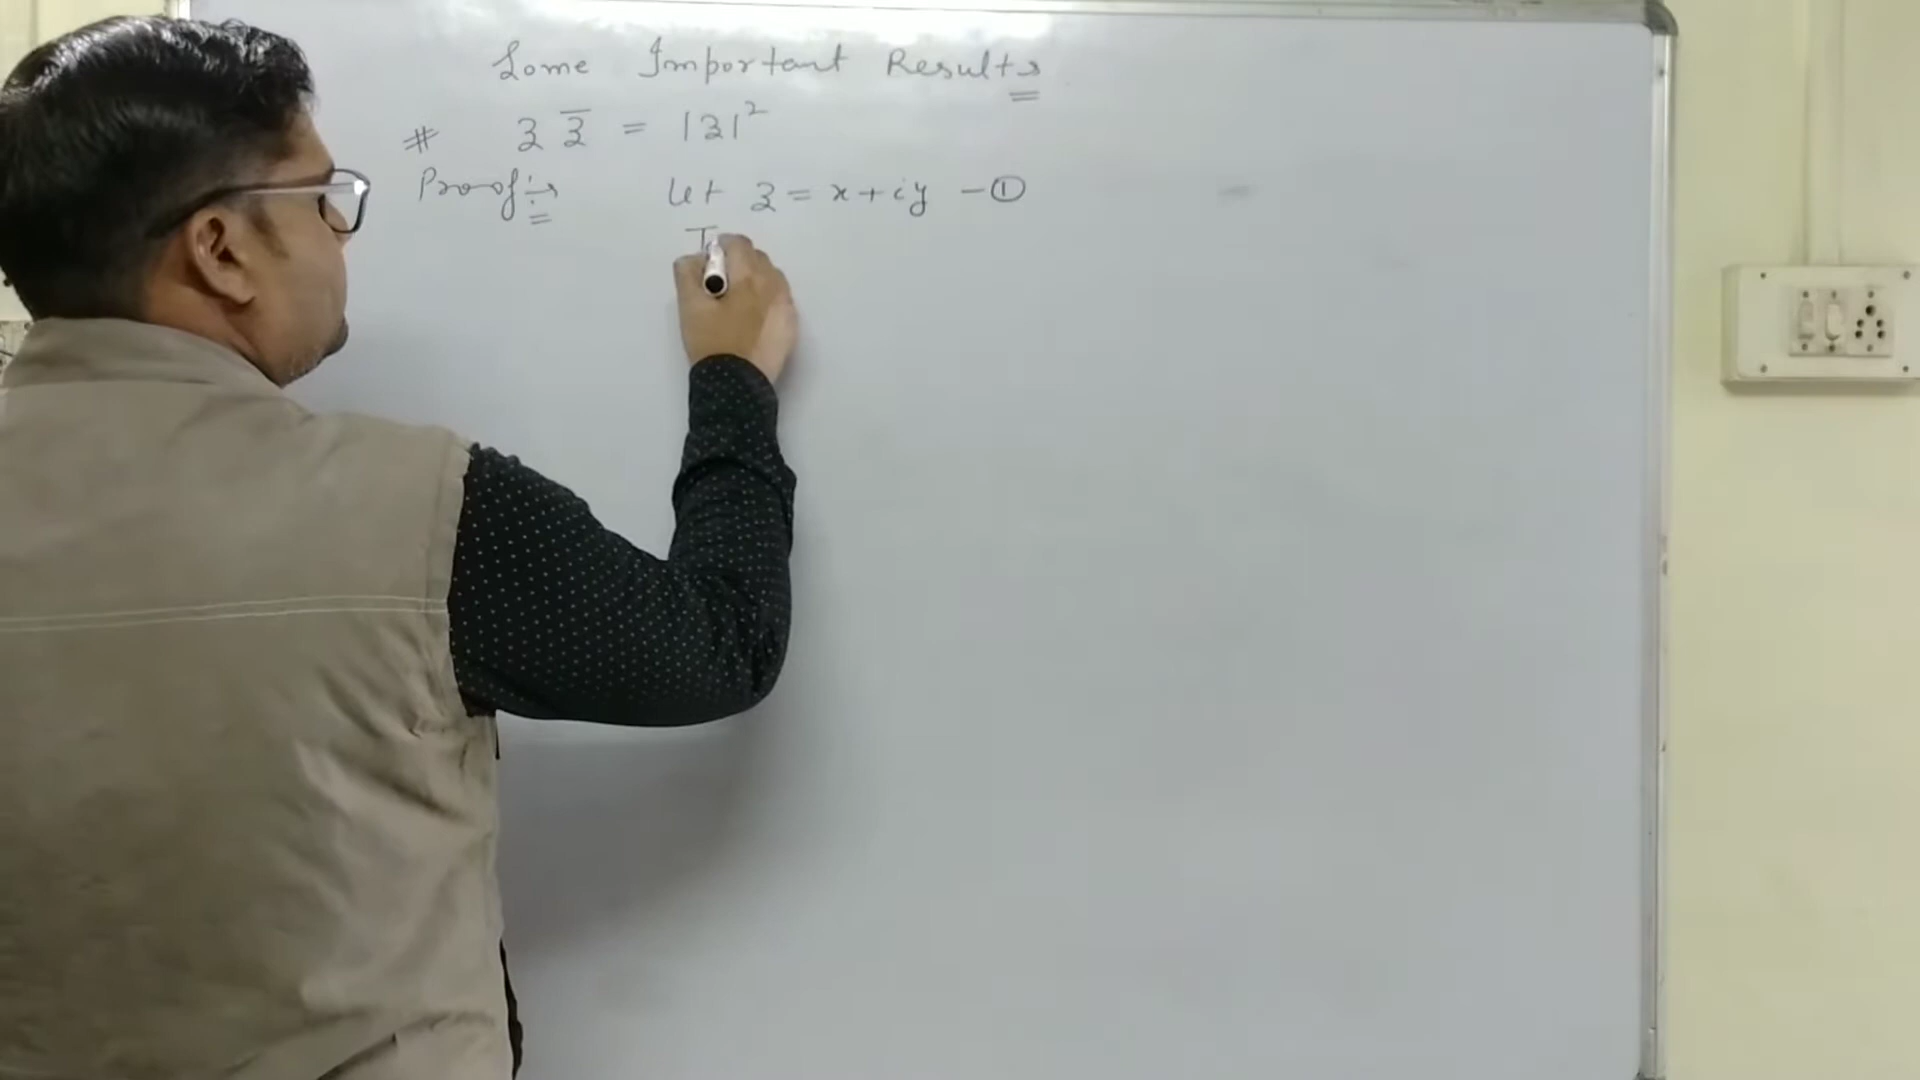 Some Important Results
# z z̅ = |z|²
Proof:→ Let z = x+iy —①
T